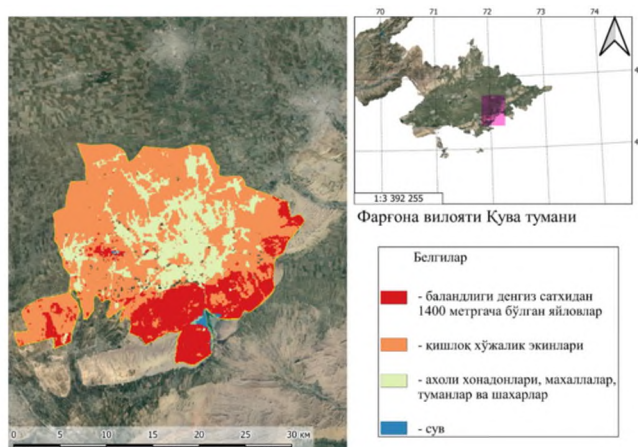 70 71 72 73 74
1:3 392 255
Фарғона вилояти Қува тумани
Белгилар
- баландлиги денгиз сатхидан
1400 метргача бўлган яйловлар
- қишлоқ хўжалик экинлари
- ахоли хонадонлари, махаллалар,
туманлар ва шахарлар
- сув
0 5 10 15 20 25 30 км